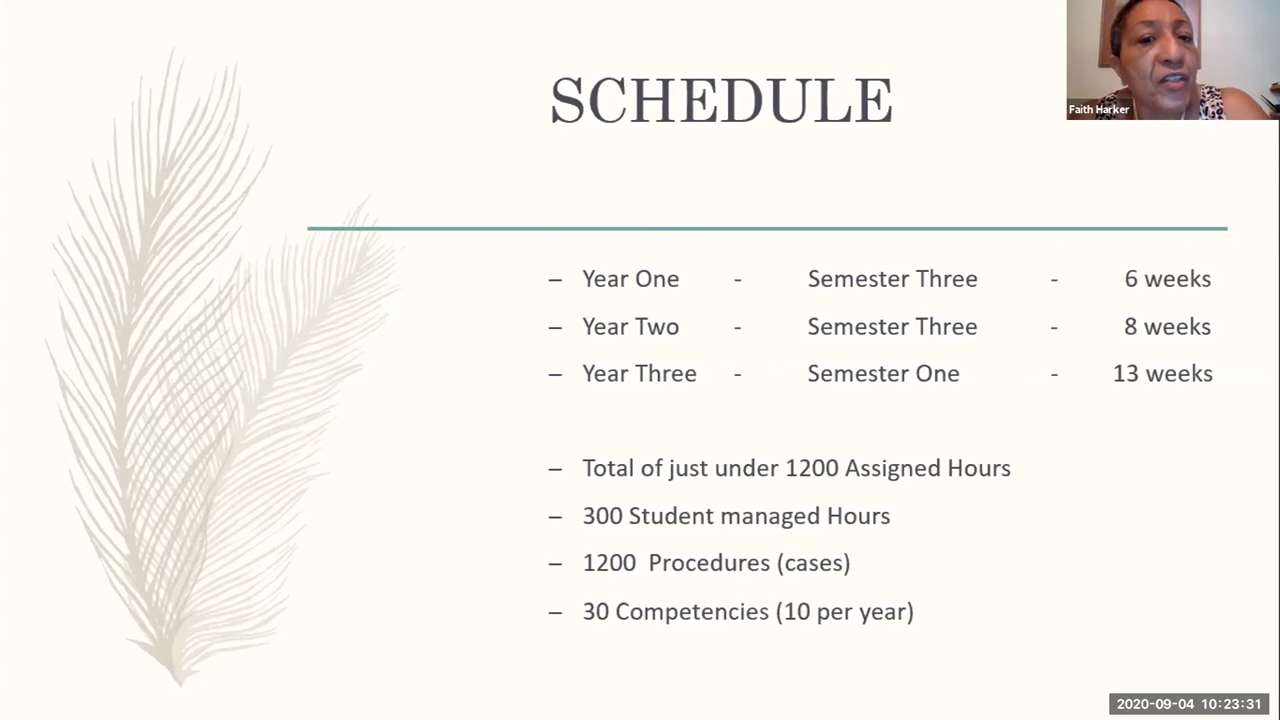 SCHEDULE
Faith Harker
– Year One - Semester Three - 6 weeks
– Year Two - Semester Three - 8 weeks
– Year Three - Semester One - 13 weeks
– Total of just under 1200 Assigned Hours
– 300 Student managed Hours
– 1200 Procedures (cases)
– 30 Competencies (10 per year)
2020-09-04 10:23:31